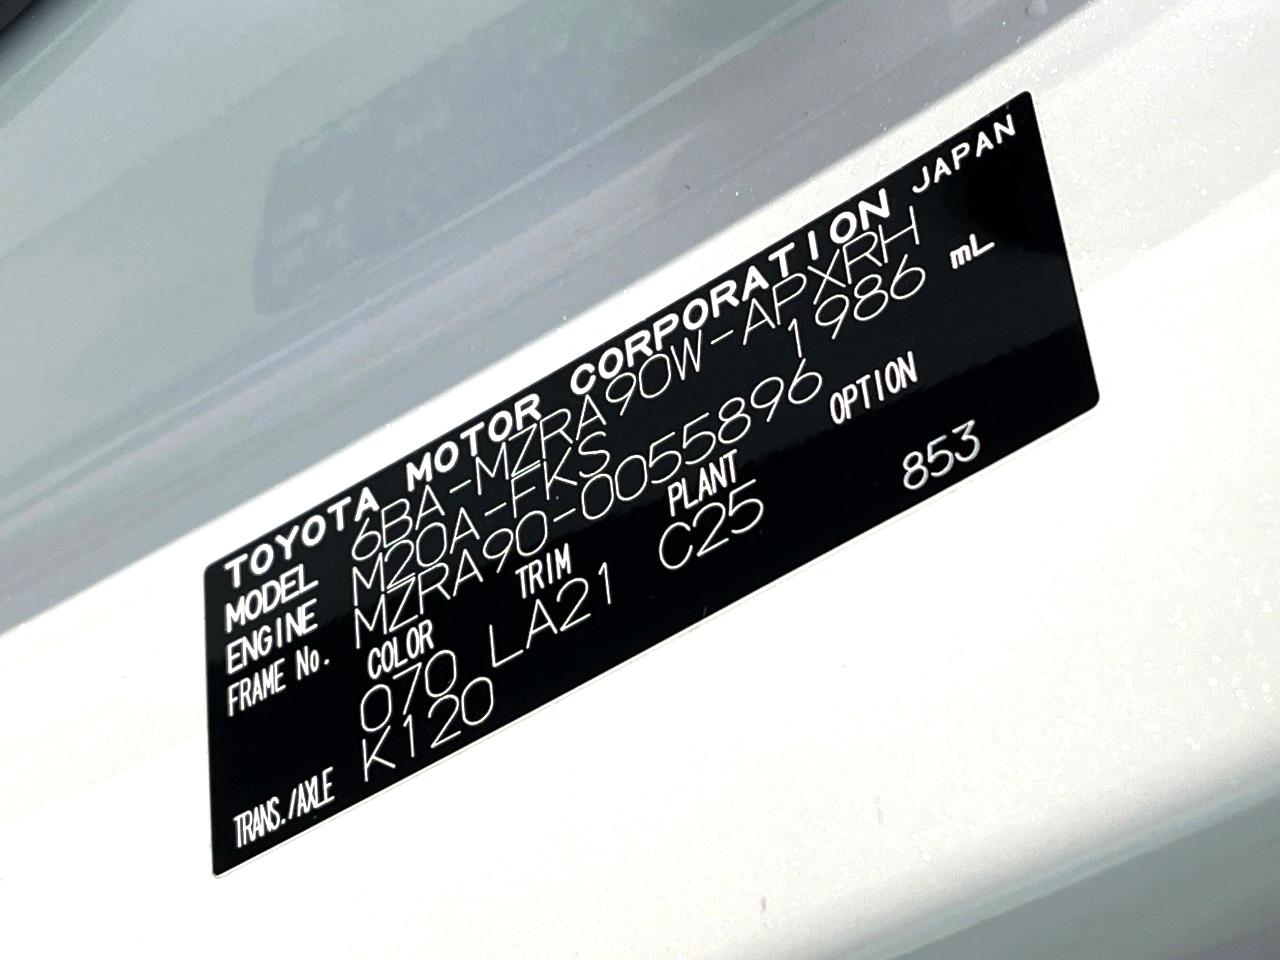 TOYOTA MOTOR CORPORATION JAPAN
MODEL 6BA-MZRA90W-APXRH
ENGINE M20A-FKS 1986 mL
FRAME No. MZRA90-0055896
COLOR TRIM PLANT OPTION
070 LA21 C25 853
TRANS./AXLE K120